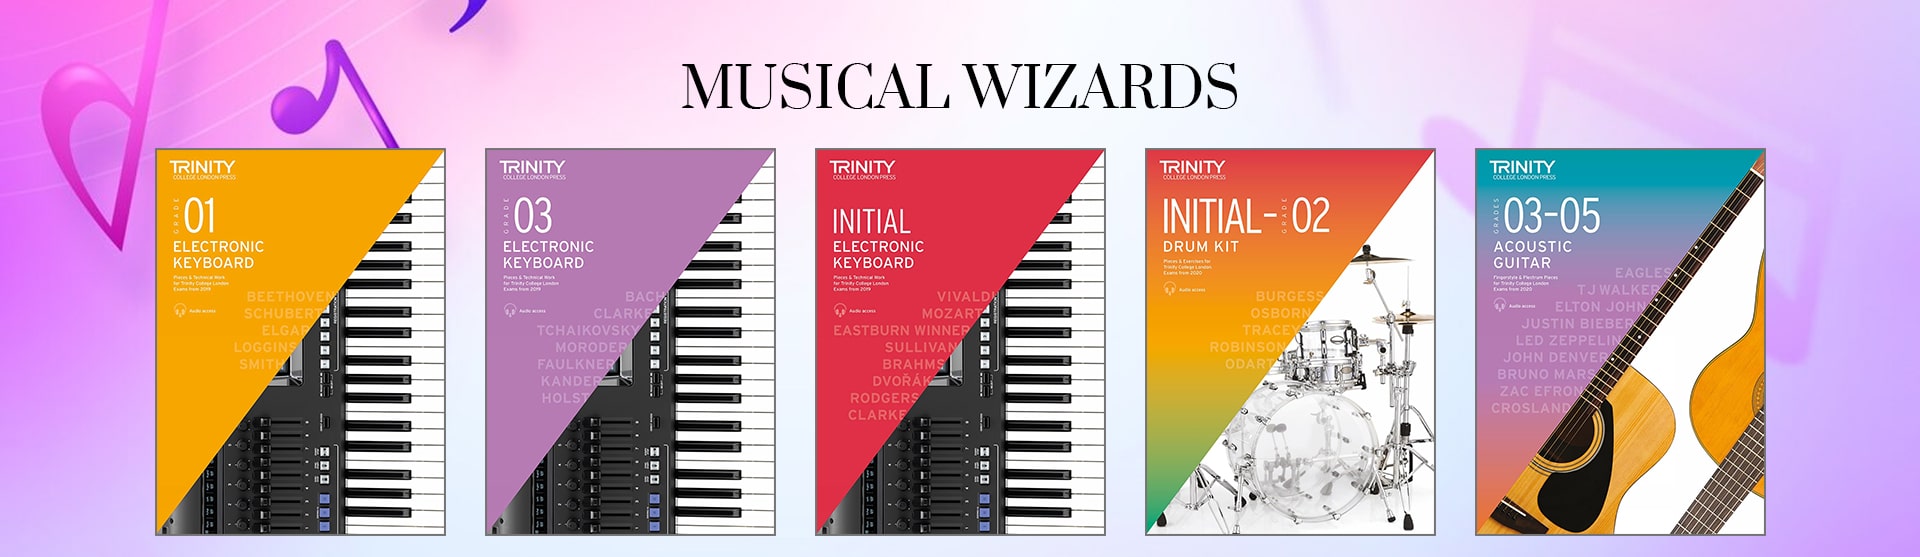 MUSICAL WIZARDS
TRINITY
COLLEGE LONDON PRESS
GRADE 01
ELECTRONIC
KEYBOARD
Pieces & Technical Work
for Trinity College London
Exams from 2019
Audio access
BEETHOVEN
SCHUBERT
ELGAR
LOGGINS
SMITH
TRINITY
COLLEGE LONDON PRESS
GRADE 03
ELECTRONIC
KEYBOARD
Pieces & Technical Work
for Trinity College London
Exams from 2019
Audio access
BACH
CLARKE
TCHAIKOVSKY
MORODER
FAULKNER
KANDER
HOLST
TRINITY
COLLEGE LONDON PRESS
INITIAL
ELECTRONIC
KEYBOARD
Pieces & Technical Work
for Trinity College London
Exams from 2019
Audio access
VIVALDI
MOZART
EASTBURN WINNER
SULLIVAN
BRAHMS
DVOŘÁK
RODGERS
CLARKE
TRINITY
COLLEGE LONDON PRESS
INITIAL- GRADE 02
DRUM KIT
Pieces & Exercises for
Trinity College London
Exams from 2020
Audio access
BURGESS
OSBORN
TRACEY
ROBINSON
ODART
TRINITY
COLLEGE LONDON PRESS
GRADES 03-05
ACOUSTIC
GUITAR
Fingerstyle & Plectrum Pieces
for Trinity College London
Exams from 2020
Audio access
EAGLES
TJ WALKER
ELTON JOHN
JUSTIN BIEBER
LED ZEPPELIN
JOHN DENVER
BRUNO MARS
ZAC EFRON
CROSLAND